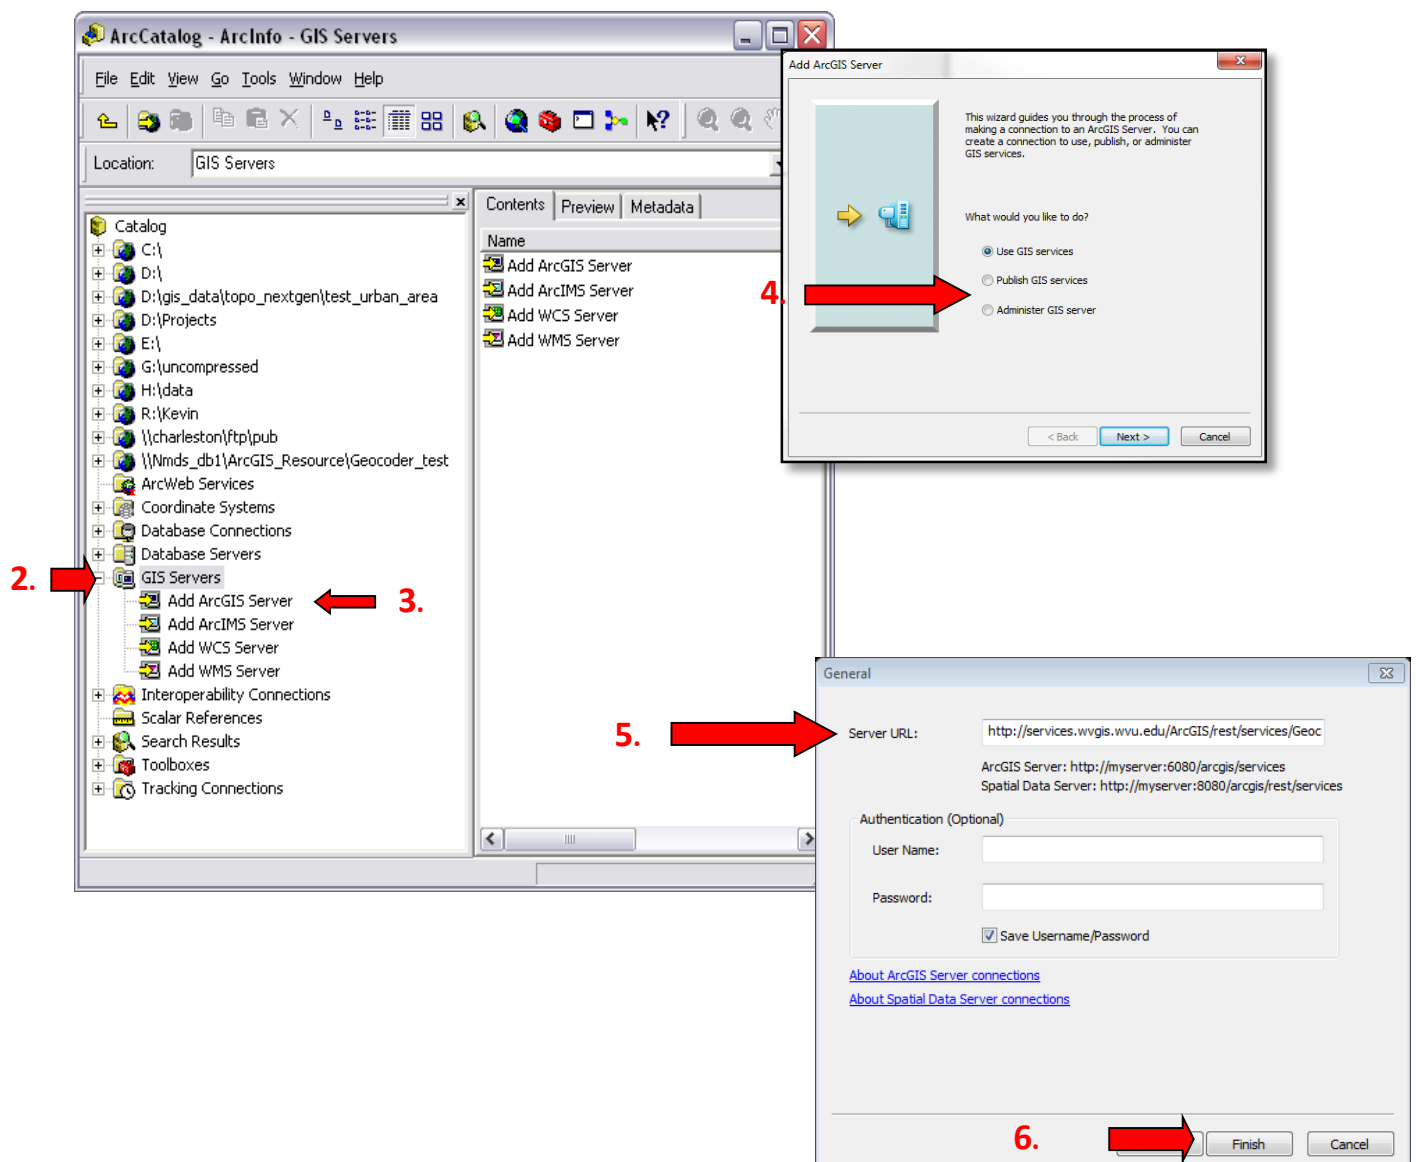 ArcCatalog - ArcInfo - GIS Servers
File Edit View Go Tools Window Help
Location: GIS Servers
Catalog
C:\
D:\
D:\gis_data\topo_nextgen\test_urban_area
D:\Projects
E:\
G:\uncompressed
H:\data
R:\Kevin
\\charleston\ftp\pub
\\Nmds_db1\ArcGIS_Resource\Geocoder_test
ArcWeb Services
Coordinate Systems
Database Connections
Database Servers
2.
GIS Servers
Add ArcGIS Server
3.
Add ArcIMS Server
Add WCS Server
Add WMS Server
Interoperability Connections
Scalar References
Search Results
Toolboxes
Tracking Connections
Contents Preview Metadata
Name
Add ArcGIS Server
Add ArcIMS Server
Add WCS Server
Add WMS Server
Add ArcGIS Server
This wizard guides you through the process of
making a connection to an ArcGIS Server. You can
create a connection to use, publish, or administer
GIS services.
What would you like to do?
Use GIS services
Publish GIS services
4.
Administer GIS server
< Back Next > Cancel
General
5.
Server URL: http://services.wvgis.wvu.edu/ArcGIS/rest/services/Geoc
ArcGIS Server: http://myserver:6080/arcgis/services
Spatial Data Server: http://myserver:8080/arcgis/rest/services
Authentication (Optional)
User Name:
Password:
Save Username/Password
About ArcGIS Server connections
About Spatial Data Server connections
6.
Finish Cancel